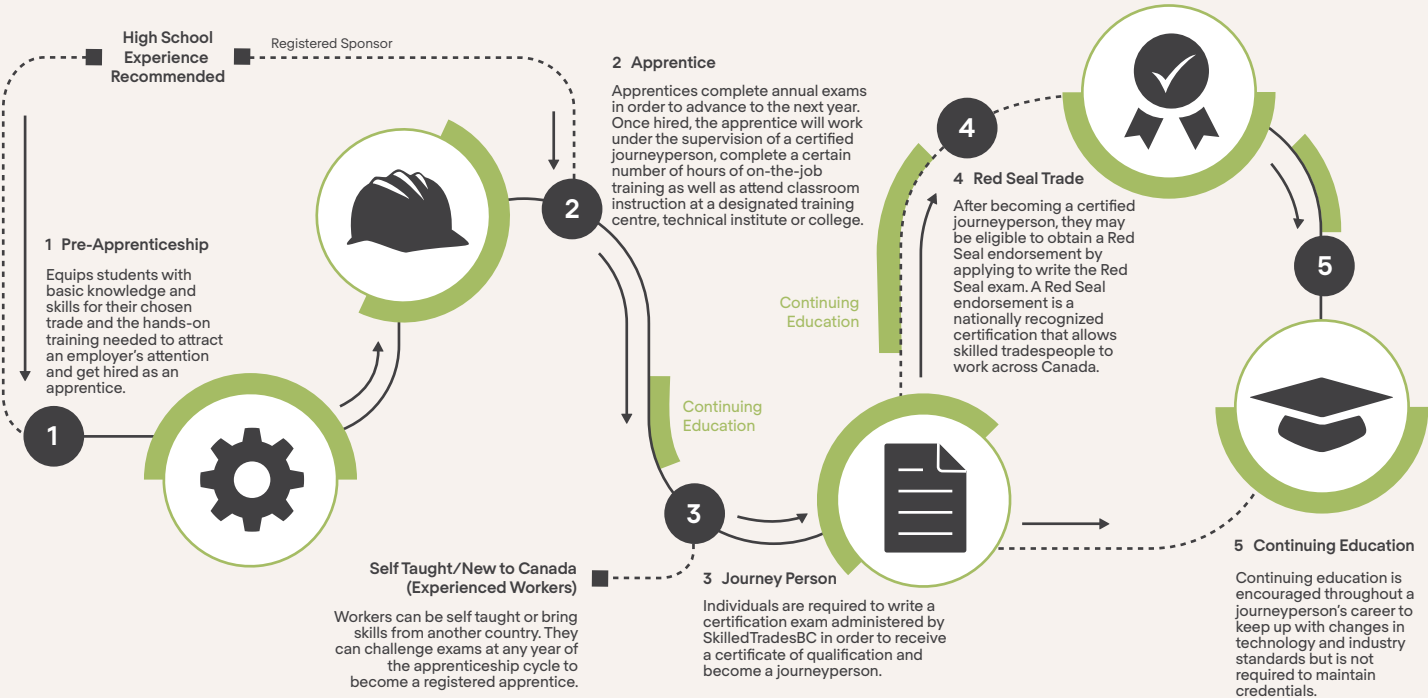 High School
Experience
Recommended
Registered Sponsor
1 Pre-Apprenticeship
Equips students with
basic knowledge and
skills for their chosen
trade and the hands-on
training needed to attract
an employer's attention
and get hired as an
apprentice.
1
2 Apprentice
Apprentices complete annual exams
in order to advance to the next year.
Once hired, the apprentice will work
under the supervision of a certified
journeyperson, complete a certain
number of hours of on-the-job
training as well as attend classroom
instruction at a designated training
centre, technical institute or college.
2
Continuing
Education
3
Self Taught/New to Canada
(Experienced Workers)
Workers can be self taught or bring
skills from another country. They
can challenge exams at any year of
the apprenticeship cycle to
become a registered apprentice.
3 Journey Person
Individuals are required to write a
certification exam administered by
SkilledTradesBC in order to receive
a certificate of qualification and
become a journeyperson.
Continuing
Education
4
4 Red Seal Trade
After becoming a certified
journeyperson, they may
be eligible to obtain a Red
Seal endorsement by
applying to write the Red
Seal exam. A Red Seal
endorsement is a
nationally recognized
certification that allows
skilled tradespeople to
work across Canada.
5
5 Continuing Education
Continuing education is
encouraged throughout a
journeyperson's career to
keep up with changes in
technology and industry
standards but is not
required to maintain
credentials.